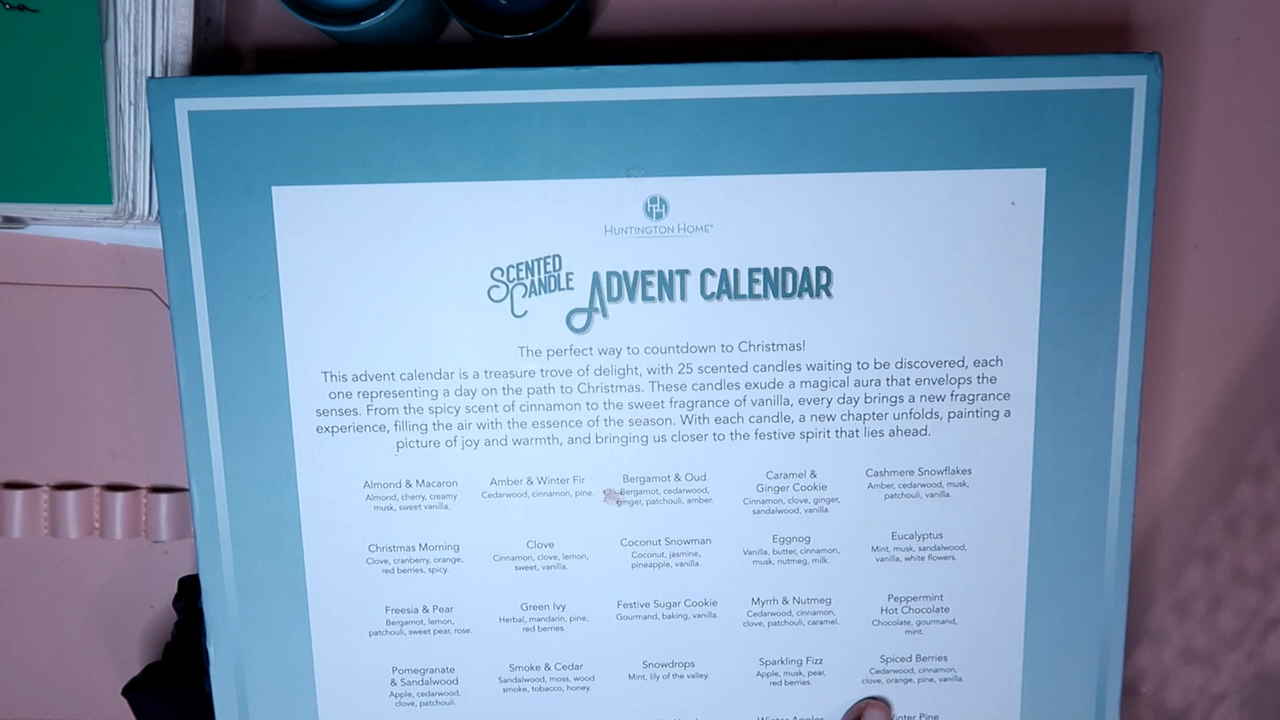 HUNTINGTON HOME®
SCENTED
CANDLE
ADVENT CALENDAR
The perfect way to countdown to Christmas!
This advent calendar is a treasure trove of delight, with 25 scented candles waiting to be discovered, each
one representing a day on the path to Christmas. These candles exude a magical aura that envelops the
senses. From the spicy scent of cinnamon to the sweet fragrance of vanilla, every day brings a new fragrance
experience, filling the air with the essence of the season. With each candle, a new chapter unfolds, painting a
picture of joy and warmth, and bringing us closer to the festive spirit that lies ahead.
Almond & Macaron
Almond, cherry, creamy
musk, sweet vanilla.
Amber & Winter Fir
Cedarwood, cinnamon, pine.
Bergamot & Oud
Bergamot, cedarwood,
ginger, patchouli, amber.
Caramel &
Ginger Cookie
Cinnamon, clove, ginger,
sandalwood, vanilla.
Cashmere Snowflakes
Amber, cedarwood, musk,
patchouli, vanilla.
Christmas Morning
Clove, cranberry, orange,
red berries, spicy.
Clove
Cinnamon, clove, lemon,
sweet, vanilla.
Coconut Snowman
Coconut, jasmine,
pineapple, vanilla.
Eggnog
Vanilla, butter, cinnamon,
musk, nutmeg, milk.
Eucalyptus
Mint, musk, sandalwood,
vanilla, white flowers.
Freesia & Pear
Bergamot, lemon,
patchouli, sweet pear, rose.
Green Ivy
Herbal, mandarin, pine,
red berries.
Festive Sugar Cookie
Gourmand, baking, vanilla.
Myrrh & Nutmeg
Cedarwood, cinnamon,
clove, patchouli, caramel.
Peppermint
Hot Chocolate
Chocolate, gourmand,
mint.
Pomegranate
& Sandalwood
Apple, cedarwood,
clove, patchouli.
Smoke & Cedar
Sandalwood, moss, wood
smoke, tobacco, honey.
Snowdrops
Mint, lily of the valley.
Sparkling Fizz
Apple, musk, pear,
red berries.
Spiced Berries
Cedarwood, cinnamon,
clove, orange, pine, vanilla.
Pine